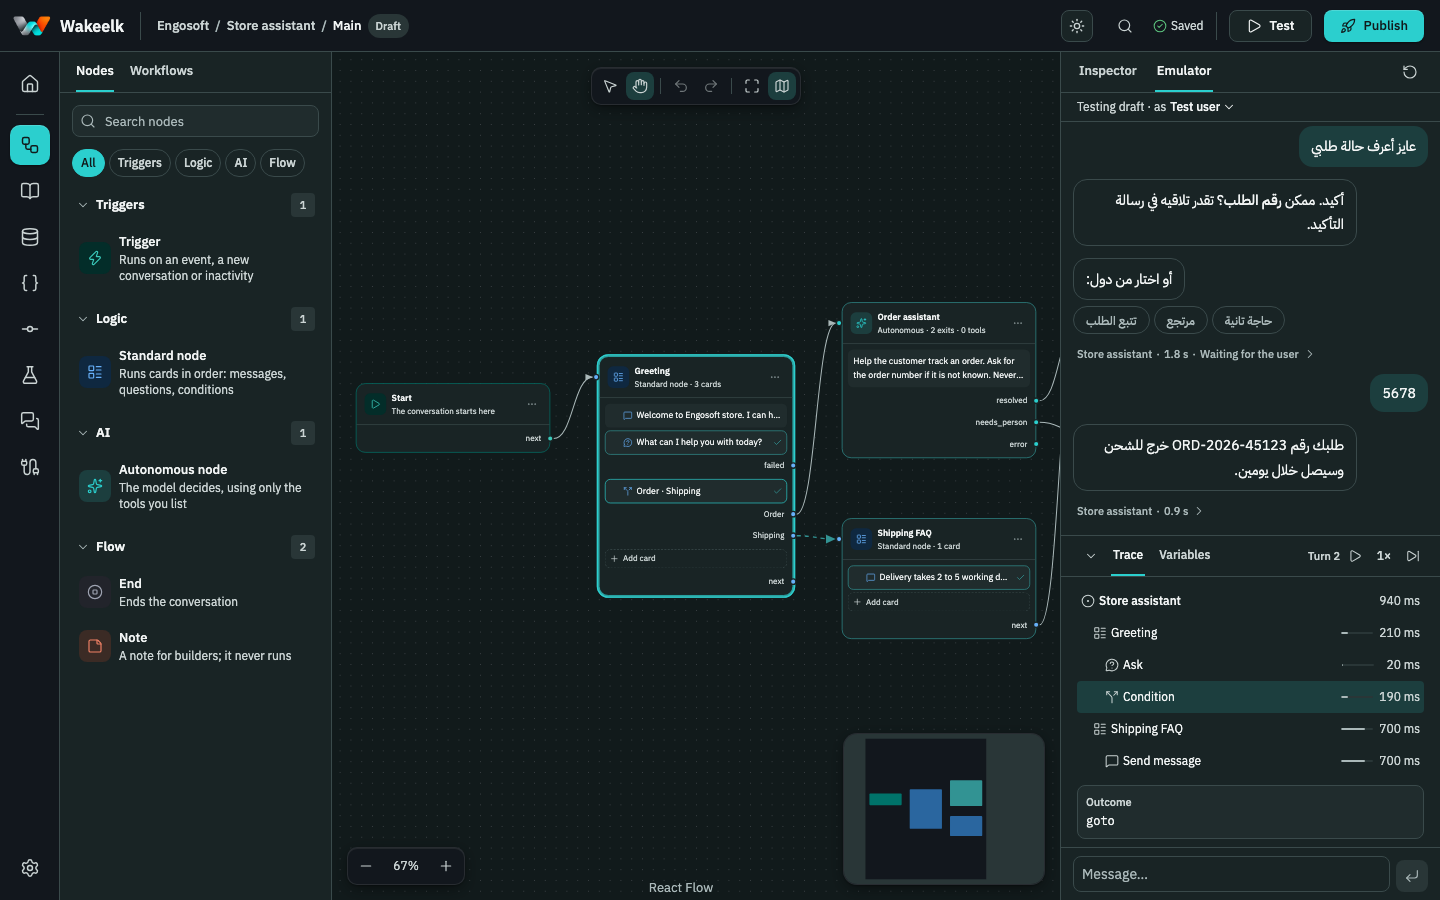 Wakeelk
Engosoft / Store assistant / Main Draft
Saved
Test
Publish
Nodes
Workflows
Search nodes
All
Triggers
Logic
AI
Flow
Triggers 1
Trigger
Runs on an event, a new
conversation or inactivity
Logic 1
Standard node
Runs cards in order: messages,
questions, conditions
AI 1
Autonomous node
The model decides, using only the
tools you list
Flow 2
End
Ends the conversation
Note
A note for builders; it never runs
Start
The conversation starts here
next
Greeting
Standard node · 3 cards
Welcome to Engosoft store. I can h...
What can I help you with today?
failed
Order · Shipping
Order
Shipping
Add card
next
Order assistant
Autonomous · 2 exits · 0 tools
Help the customer track an order. Ask for
the order number if it is not known. Never...
resolved
needs_person
error
Shipping FAQ
Standard node · 1 card
Delivery takes 2 to 5 working d...
Add card
next
67%
React Flow
Inspector
Emulator
Testing draft · as Test user
عايز أعرف حالة طلبي
أكيد. ممكن رقم الطلب؟ تقدر تلاقيه في رسالة
التأكيد.
أو اختار من دول:
حاجة تانية
مرتجع
تتبع الطلب
Store assistant · 1.8 s · Waiting for the user
5678
طلبك رقم ORD-2026-45123 خرج للشحن
وسيصل خلال يومين.
Store assistant · 0.9 s
Trace
Variables
Turn 2
1×
Store assistant 940 ms
Greeting 210 ms
Ask 20 ms
Condition 190 ms
Shipping FAQ 700 ms
Send message 700 ms
Outcome
goto
Message...